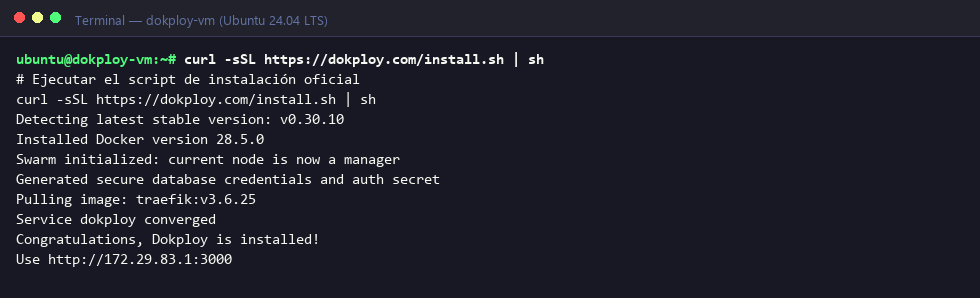 Terminal — dokploy-vm (Ubuntu 24.04 LTS)
ubuntu@dokploy-vm:~# curl -sSL https://dokploy.com/install.sh | sh
# Ejecutar el script de instalación oficial
curl -sSL https://dokploy.com/install.sh | sh
Detecting latest stable version: v0.30.10
Installed Docker version 28.5.0
Swarm initialized: current node is now a manager
Generated secure database credentials and auth secret
Pulling image: traefik:v3.6.25
Service dokploy converged
Congratulations, Dokploy is installed!
Use http://172.29.83.1:3000